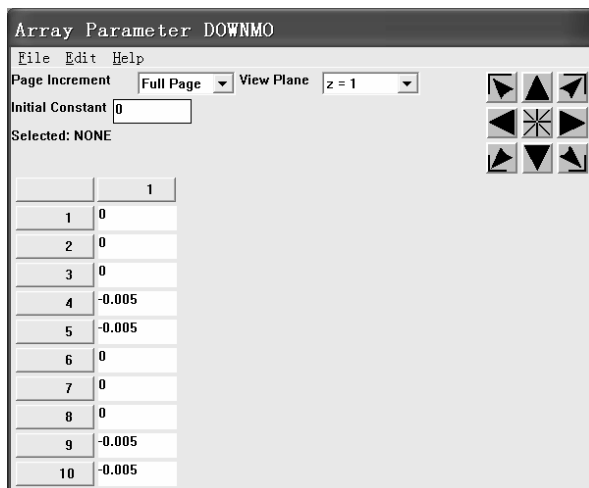 Array Parameter DOWNMO
File Edit Help
Page Increment Full Page View Plane z = 1
Initial Constant 0
Selected: NONE
1
1 0
2 0
3 0
4 -0.005
5 -0.005
6 0
7 0
8 0
9 -0.005
10 -0.005